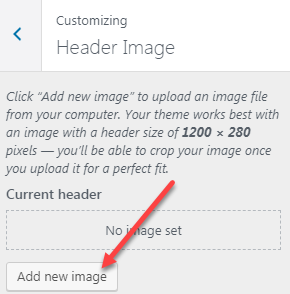 Customizing
Header Image
Click “Add new image” to upload an image file
from your computer. Your theme works best with
an image with a header size of 1200 × 280
pixels — you’ll be able to crop your image once
you upload it for a perfect fit.
Current header
No image set
Add new image